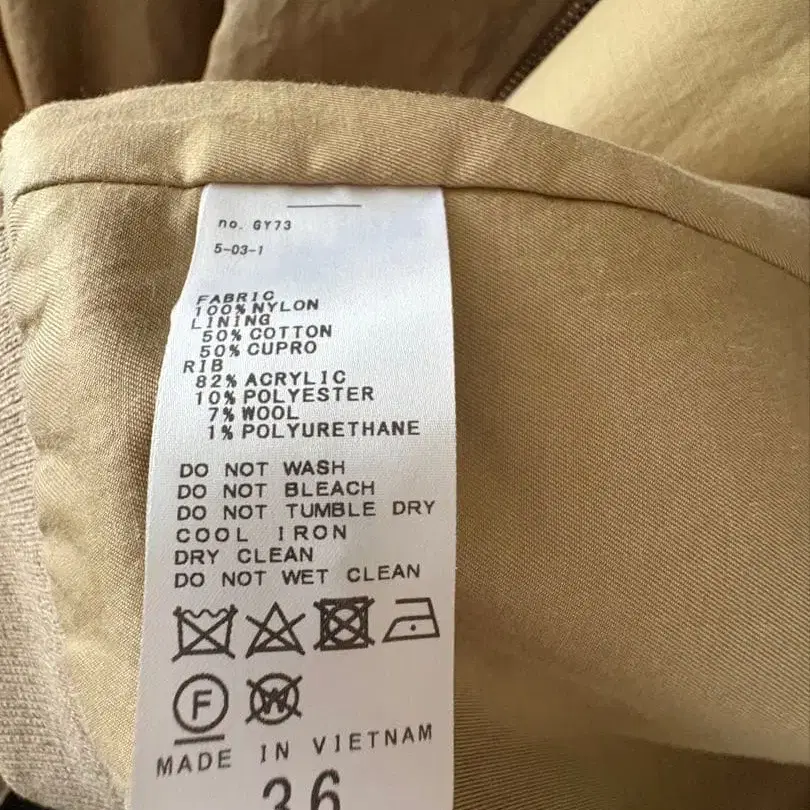 no. GY73
5-03-1
FABRIC
100% NYLON
LINING
50% COTTON
50% CUPRO
RIB
82% ACRYLIC
10% POLYESTER
7% WOOL
1% POLYURETHANE
DO NOT WASH
DO NOT BLEACH
DO NOT TUMBLE DRY
COOL IRON
DRY CLEAN
DO NOT WET CLEAN
F W
MADE IN VIETNAM
36